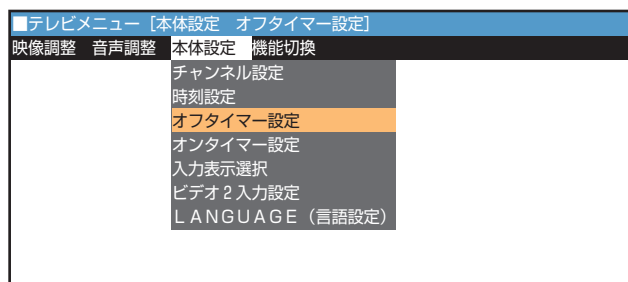 ■テレビメニュー［本体設定　オフタイマー設定］
映像調整　音声調整　本体設定　機能切換
チャンネル設定
時刻設定
オフタイマー設定
オンタイマー設定
入力表示選択
ビデオ２入力設定
ＬＡＮＧＵＡＧＥ（言語設定）